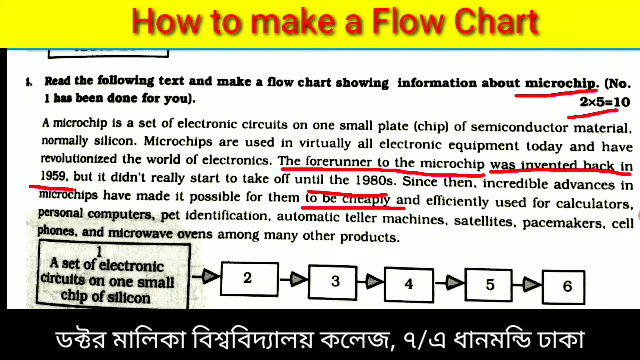 How to make a Flow Chart
1. Read the following text and make a flow chart showing information about microchip. (No.
1 has been done for you).
2×5=10
A microchip is a set of electronic circuits on one small plate (chip) of semiconductor material,
normally silicon. Microchips are used in virtually all electronic equipment today and have
revolutionized the world of electronics. The forerunner to the microchip was invented back in
1959, but it didn't really start to take off until the 1980s. Since then, incredible advances in
microchips have made it possible for them to be cheaply and efficiently used for calculators,
personal computers, pet identification, automatic teller machines, satellites, pacemakers, cell
phones, and microwave ovens among many other products.
1
A set of electronic
circuits on one small
chip of silicon
2
3
4
5
6
ডক্টর মালিকা বিশ্ববিদ্যালয় কলেজ, ৭/এ ধানমন্ডি ঢাকা